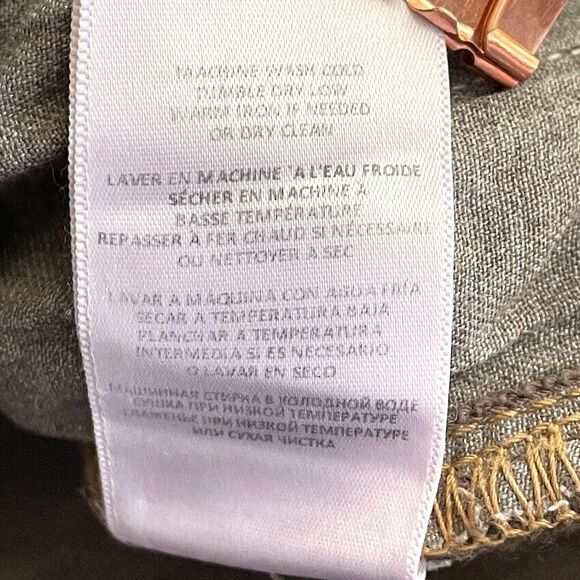 MACHINE WASH COLD
TUMBLE DRY LOW
WARM IRON IF NEEDED
OR DRY CLEAN
LAVER EN MACHINE 'A L'EAU FROIDE
SÉCHER EN MACHINE À
BASSE TEMPÉRATURE
REPASSER À FER CHAUD SI NÉCESSAIRE
OU NETTOYER À SEC
LAVAR A MÁQUINA CON AGUA FRÍA
SECAR A TEMPERATURA BAJA
PLANCHAR A TEMPERATURA
INTERMEDIA SI ES NECESARIO
O LAVAR EN SECO
МАШИННАЯ СТИРКА В ХОЛОДНОЙ ВОДЕ
СУШКА ПРИ НИЗКОЙ ТЕМПЕРАТУРЕ
ГЛАЖЕНЬЕ ПРИ НИЗКОЙ ТЕМПЕРАТУРЕ
ИЛИ СУХАЯ ЧИСТКА